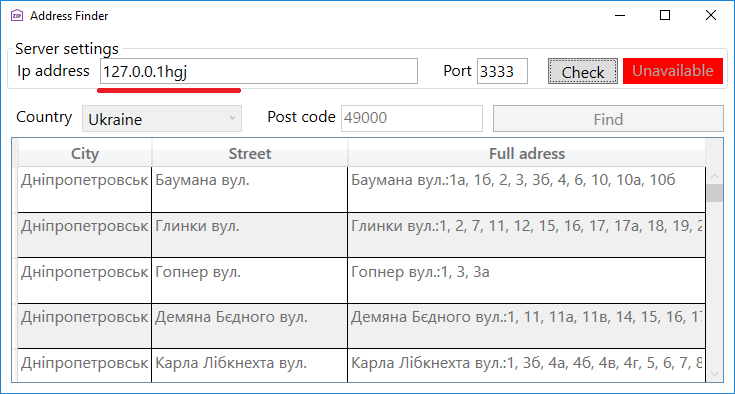 ZIP Address Finder
Server settings
Ip address 127.0.0.1hgj Port 3333 Check Unavailable
Country Ukraine Post code 49000 Find
City Street Full adress
Дніпропетровськ Баумана вул. Баумана вул.:1а, 1б, 2, 3, 3б, 4, 6, 10, 10а, 10б
Дніпропетровськ Глинки вул. Глинки вул.:1, 2, 7, 11, 12, 15, 16, 17, 17а, 18, 19, 2
Дніпропетровськ Гопнер вул. Гопнер вул.:1, 3, 3а
Дніпропетровськ Демяна Бєдного вул. Демяна Бєдного вул.:1, 11, 11а, 11в, 14, 15, 16, 17
Дніпропетровськ Карла Лібкнехта вул. Карла Лібкнехта вул.:1, 3б, 4а, 4б, 4в, 4г, 5, 6, 7, 8